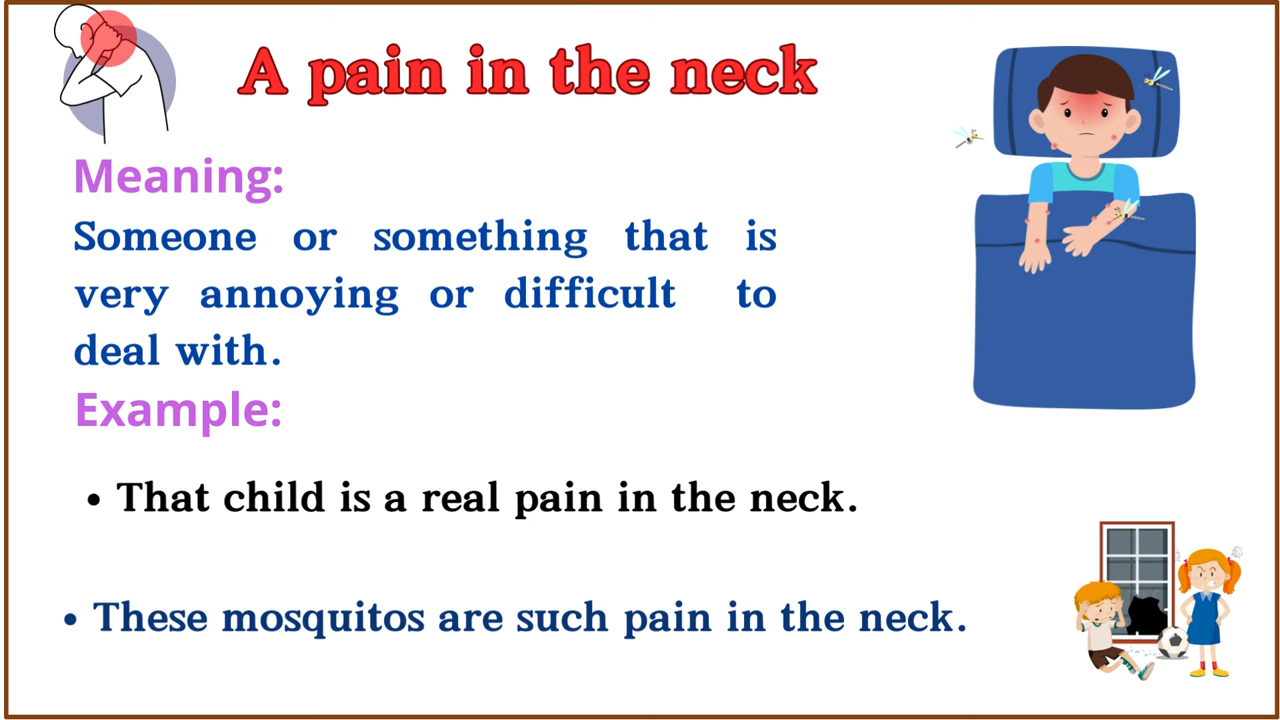 A pain in the neck
Meaning:
Someone or something that is
very annoying or difficult to
deal with.
Example:
• That child is a real pain in the neck.
• These mosquitos are such pain in the neck.